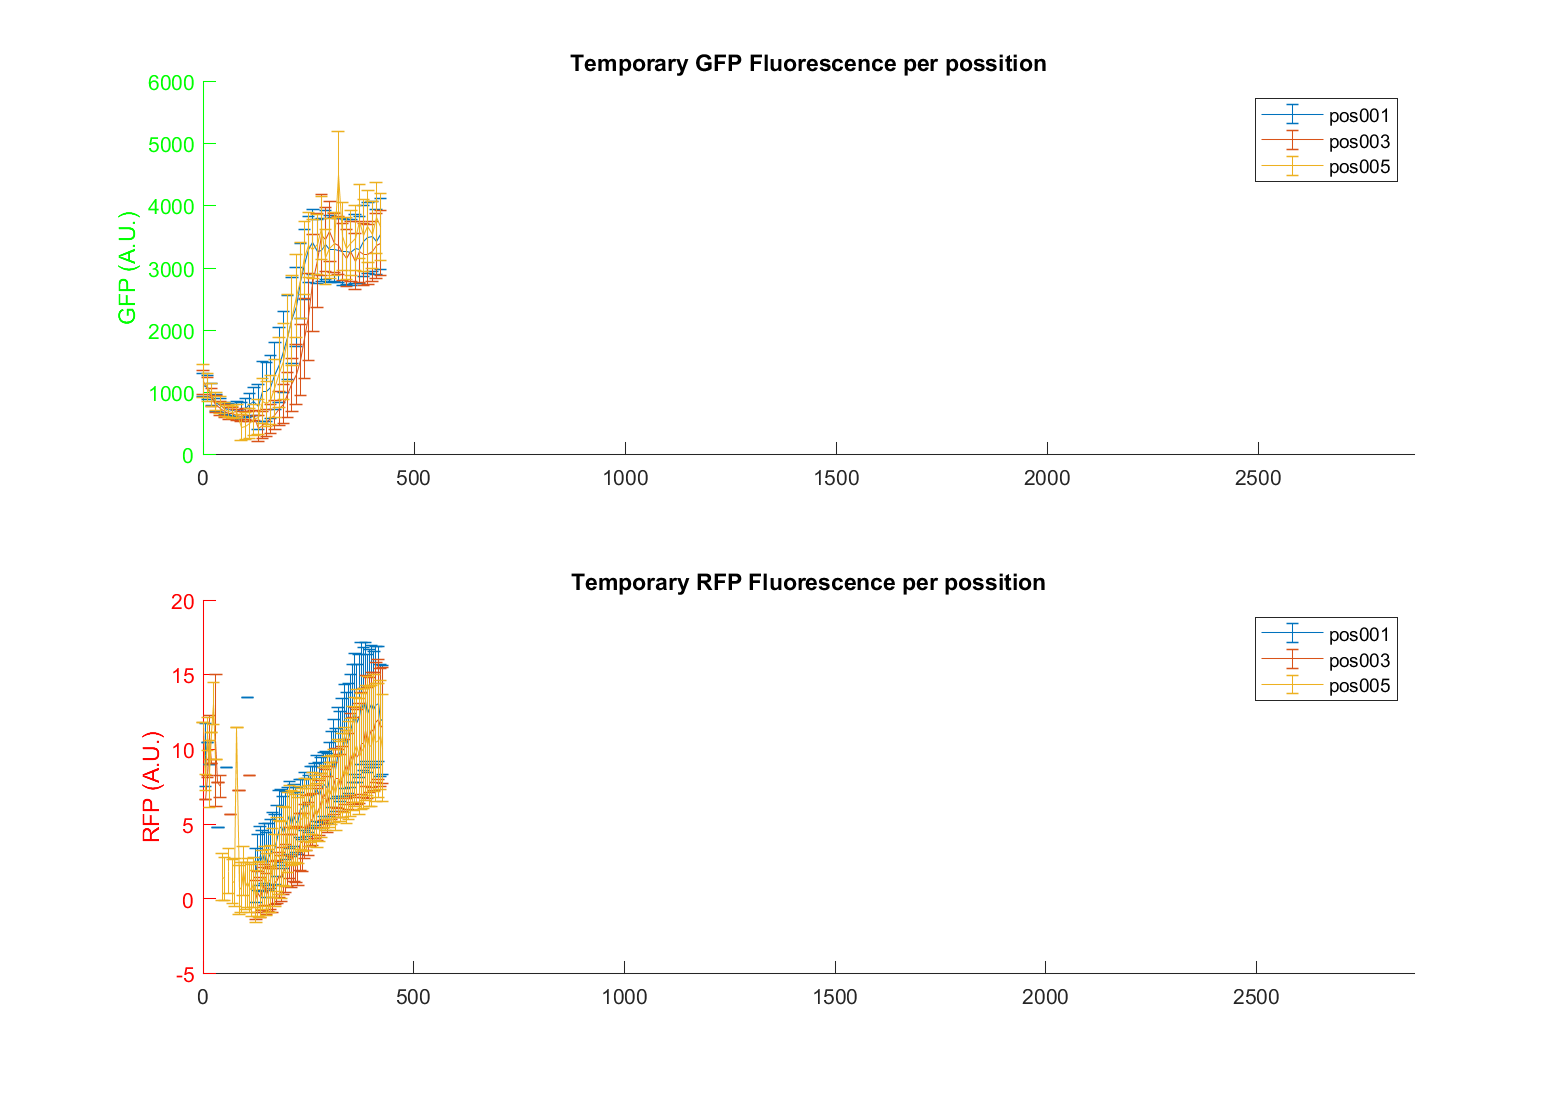 Temporary GFP Fluorescence per possition
6000
5000
4000
3000
2000
1000
0
GFP (A.U.)
pos001
pos003
pos005
0 500 1000 1500 2000 2500
Temporary RFP Fluorescence per possition
20
15
10
5
0
-5
RFP (A.U.)
pos001
pos003
pos005
0 500 1000 1500 2000 2500